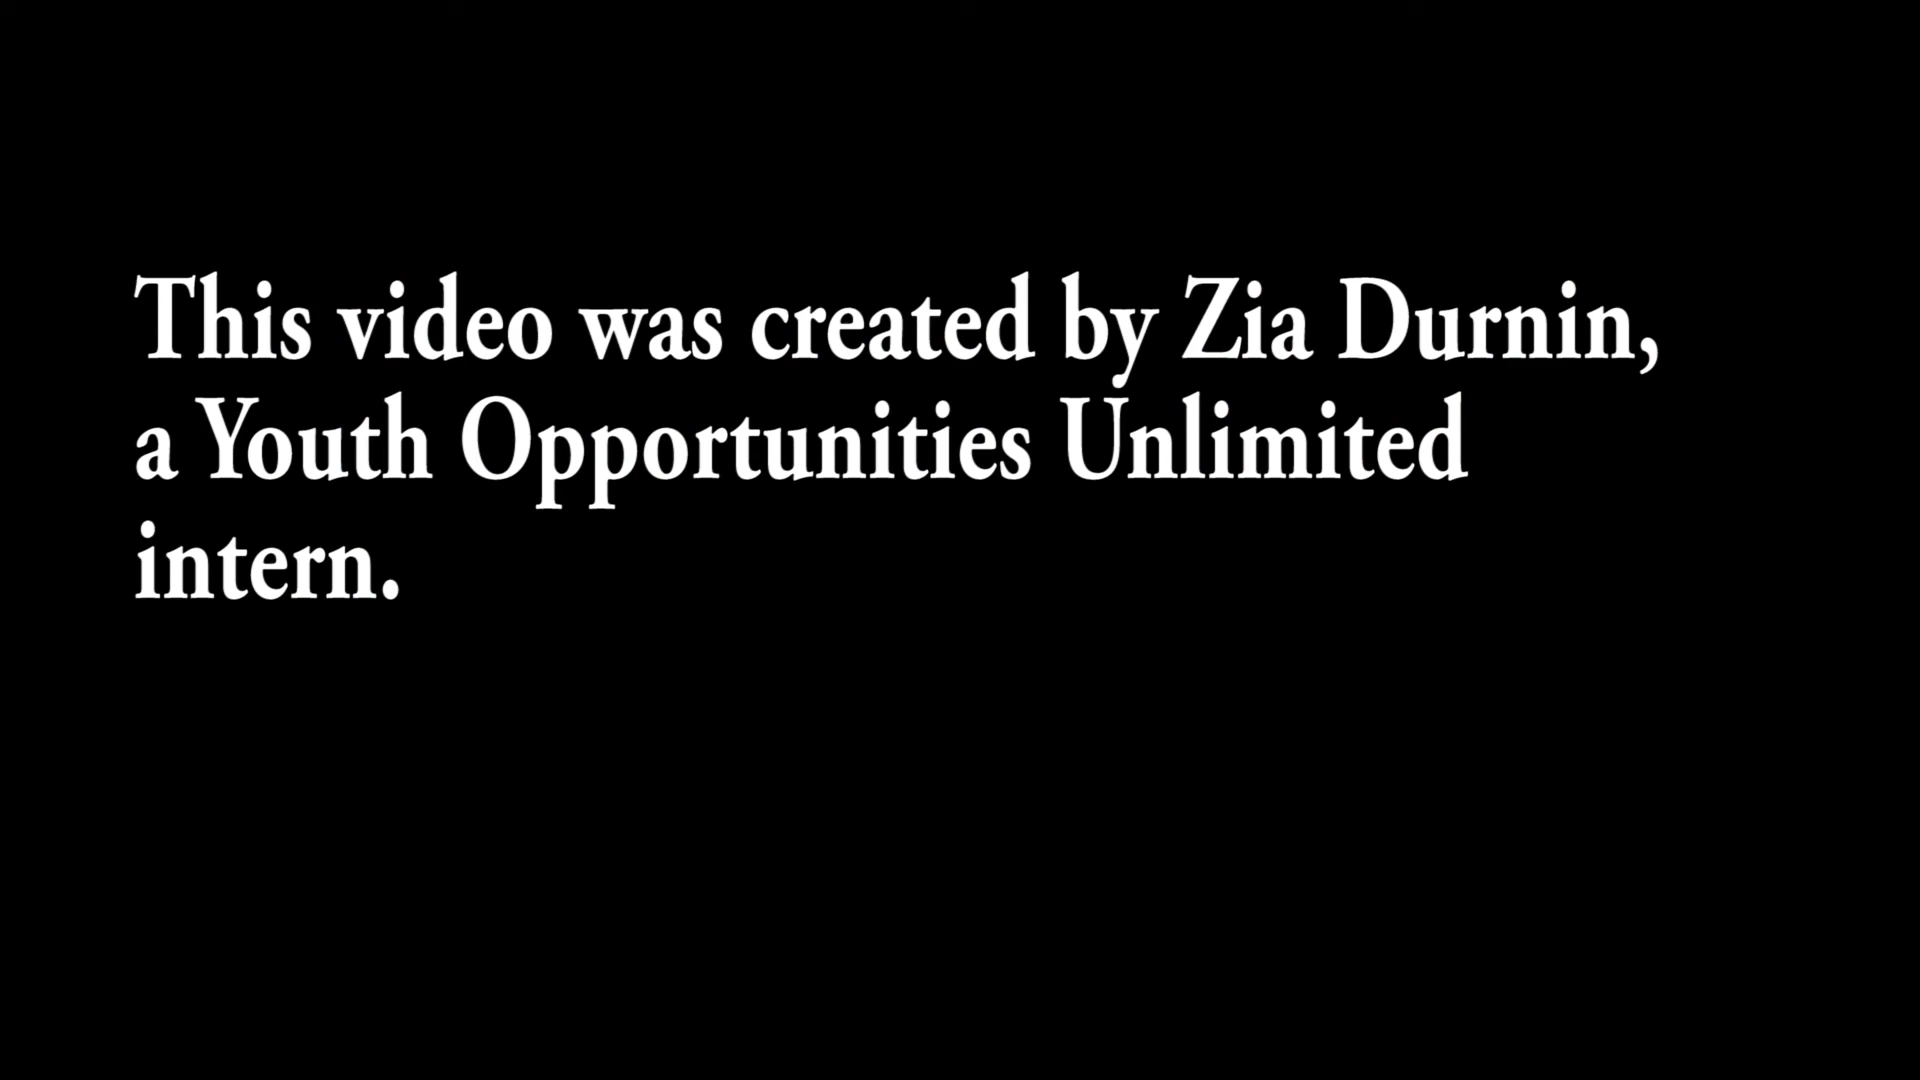 This video was created by Zia Durnin,
a Youth Opportunities Unlimited
intern.